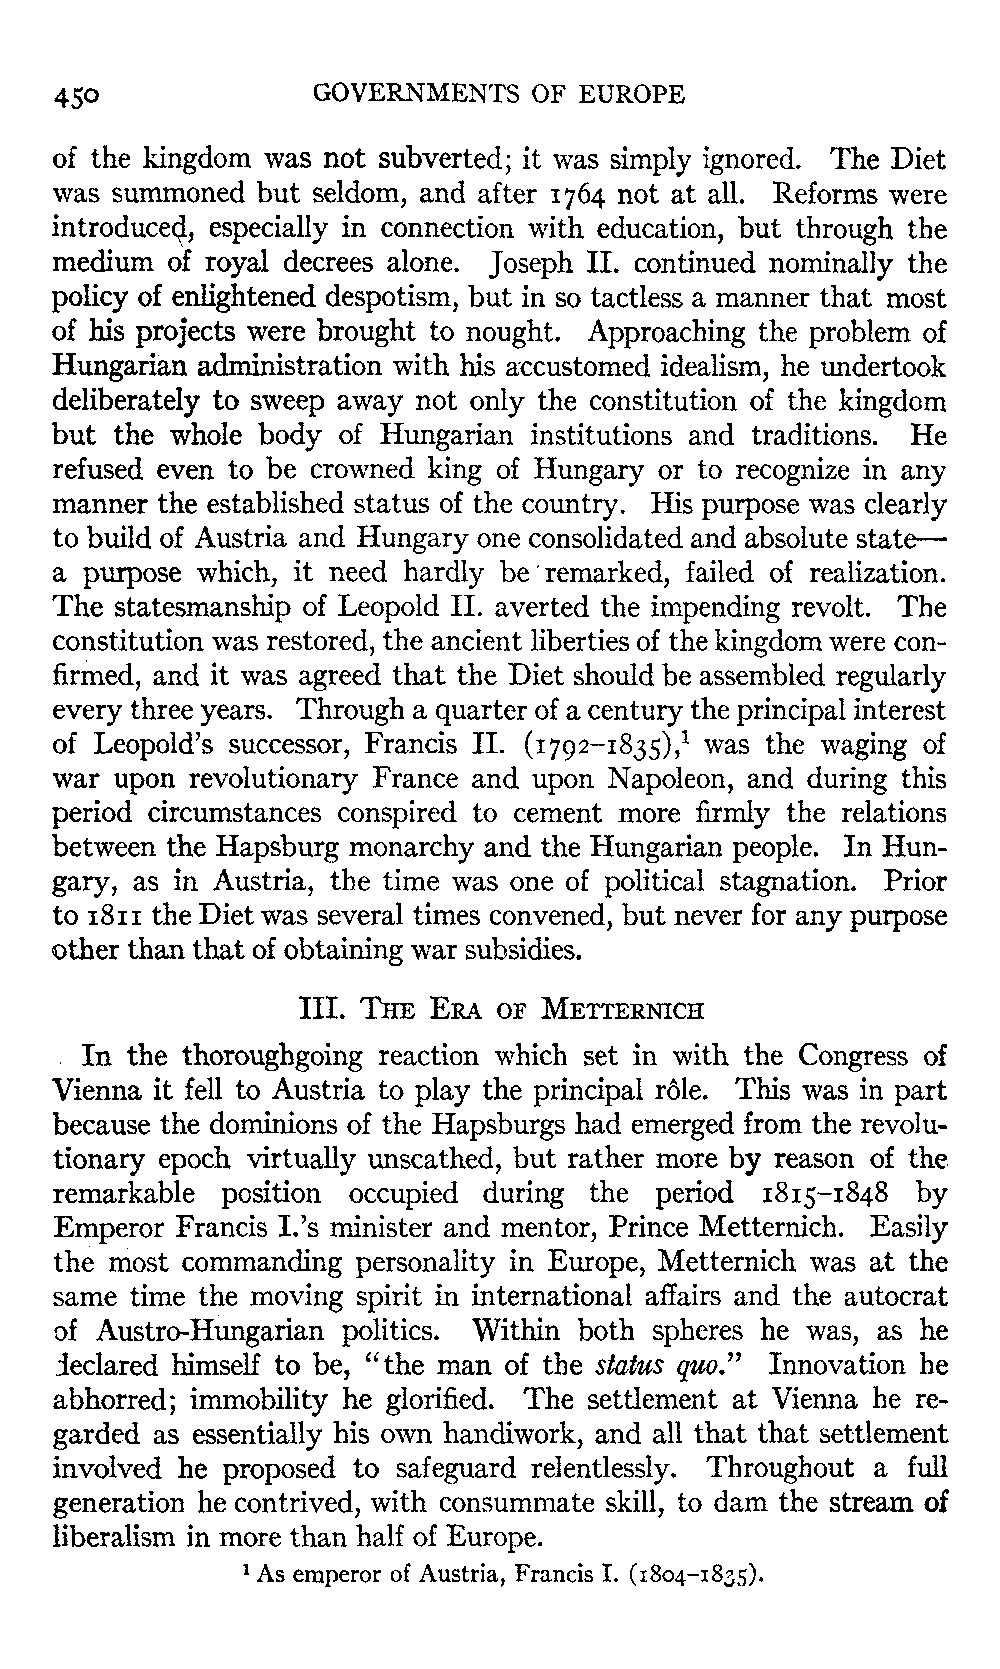 450 GOVERNMENTS OF EUROPE
of the kingdom was not subverted; it was simply ignored. The Diet
was summoned but seldom, and after 1764 not at all. Reforms were
introduced, especially in connection with education, but through the
medium of royal decrees alone. Joseph II. continued nominally the
policy of enlightened despotism, but in so tactless a manner that most
of his projects were brought to nought. Approaching the problem of
Hungarian administration with his accustomed idealism, he undertook
deliberately to sweep away not only the constitution of the kingdom
but the whole body of Hungarian institutions and traditions. He
refused even to be crowned king of Hungary or to recognize in any
manner the established status of the country. His purpose was clearly
to build of Austria and Hungary one consolidated and absolute state—
a purpose which, it need hardly be remarked, failed of realization.
The statesmanship of Leopold II. averted the impending revolt. The
constitution was restored, the ancient liberties of the kingdom were con-
firmed, and it was agreed that the Diet should be assembled regularly
every three years. Through a quarter of a century the principal interest
of Leopold's successor, Francis II. (1792–1835),¹ was the waging of
war upon revolutionary France and upon Napoleon, and during this
period circumstances conspired to cement more firmly the relations
between the Hapsburg monarchy and the Hungarian people. In Hun-
gary, as in Austria, the time was one of political stagnation. Prior
to 1811 the Diet was several times convened, but never for any purpose
other than that of obtaining war subsidies.
III. THE ERA OF METTERNICH
In the thoroughgoing reaction which set in with the Congress of
Vienna it fell to Austria to play the principal rôle. This was in part
because the dominions of the Hapsburgs had emerged from the revolu-
tionary epoch virtually unscathed, but rather more by reason of the
remarkable position occupied during the period 1815–1848 by
Emperor Francis I.'s minister and mentor, Prince Metternich. Easily
the most commanding personality in Europe, Metternich was at the
same time the moving spirit in international affairs and the autocrat
of Austro-Hungarian politics. Within both spheres he was, as he
declared himself to be, "the man of the status quo." Innovation he
abhorred; immobility he glorified. The settlement at Vienna he re-
garded as essentially his own handiwork, and all that that settlement
involved he proposed to safeguard relentlessly. Throughout a full
generation he contrived, with consummate skill, to dam the stream of
liberalism in more than half of Europe.
¹ As emperor of Austria, Francis I. (1804–1835).